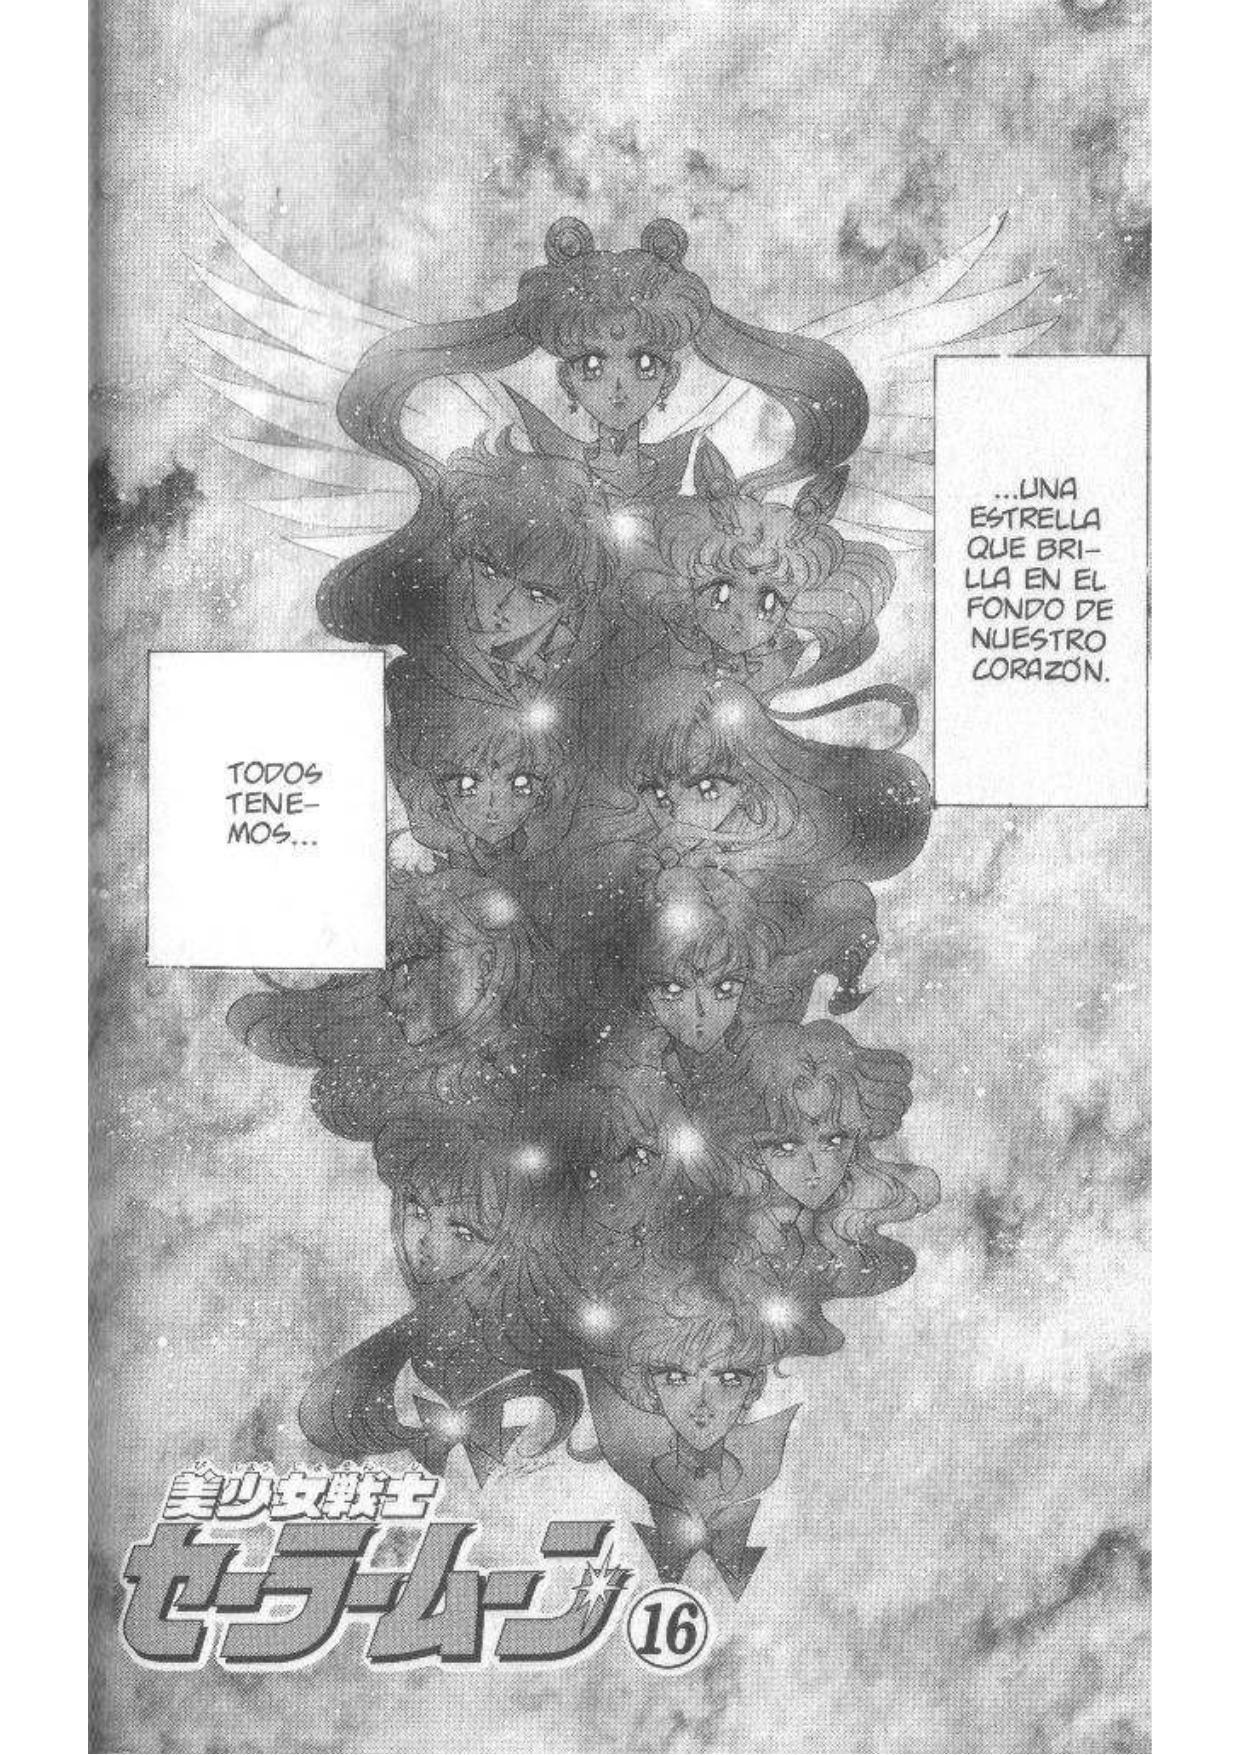 TODOS
TENE-
MOS...
...UNA
ESTRELLA
QUE BRI-
LLA EN EL
FONDO DE
NUESTRO
CORAZÓN.
美少女戦士
セーラームーン
16